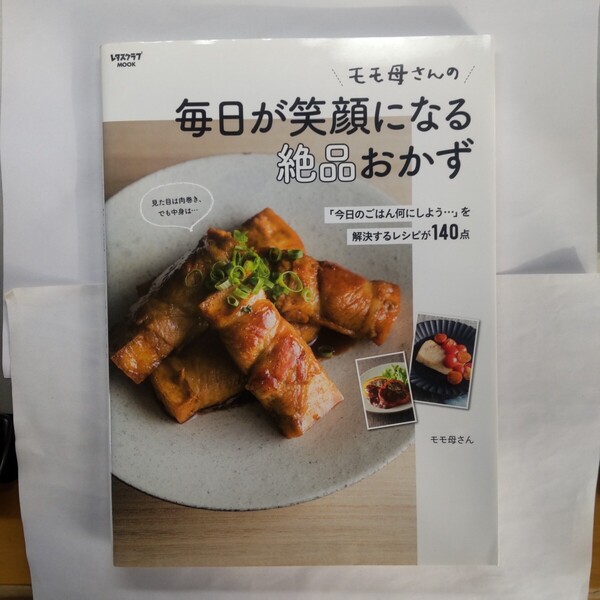 レタスクラブ
MOOK
モモ母さんの
毎日が笑顔になる
絶品おかず
見た目は肉巻き、
でも中身は…
「今日のごはん何にしよう…」を
解決するレシピが140点
モモ母さん